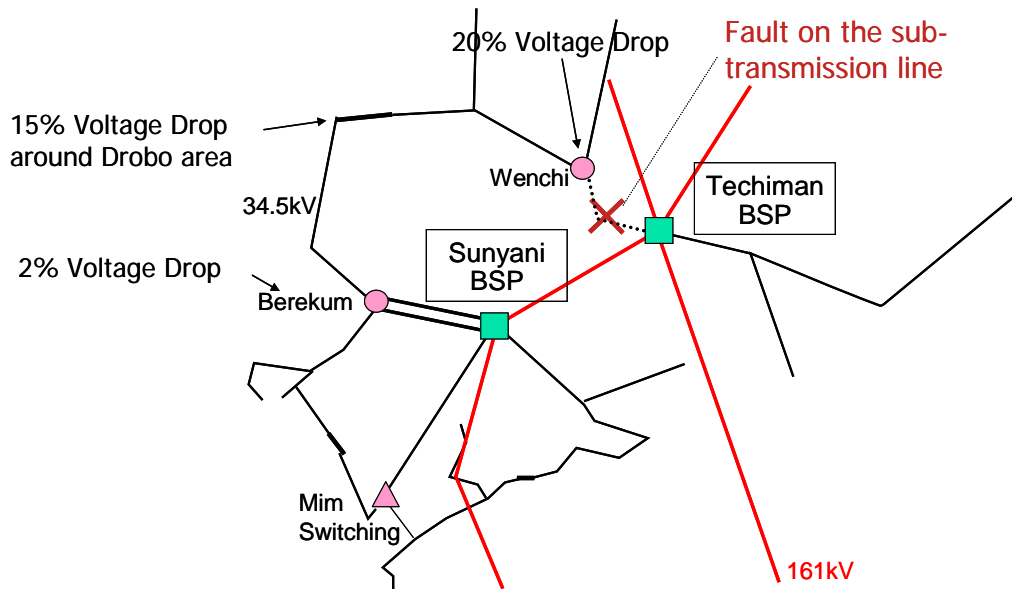 20% Voltage Drop
Fault on the sub-
transmission line
15% Voltage Drop
around Drobo area
Wenchi
Techiman
BSP
34.5kV
Sunyani
BSP
2% Voltage Drop
Berekum
Mim
Switching
161kV